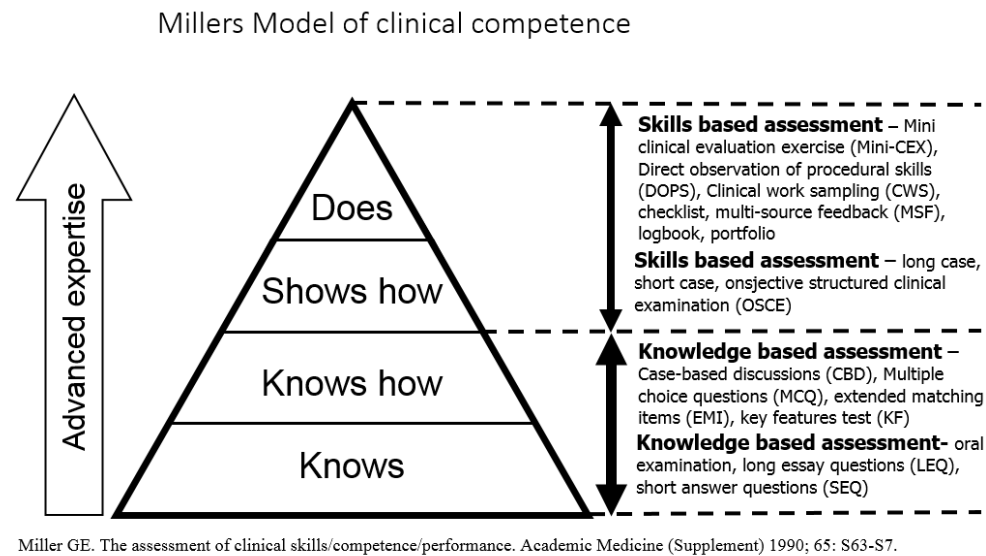 Millers Model of clinical competence
Advanced expertise
Does
Shows how
Knows how
Knows
Skills based assessment – Mini
clinical evaluation exercise (Mini-CEX),
Direct observation of procedural skills
(DOPS), Clinical work sampling (CWS),
checklist, multi-source feedback (MSF),
logbook, portfolio
Skills based assessment – long case,
short case, onsjective structured clinical
examination (OSCE)
Knowledge based assessment –
Case-based discussions (CBD), Multiple
choice questions (MCQ), extended matching
items (EMI), key features test (KF)
Knowledge based assessment- oral
examination, long essay questions (LEQ),
short answer questions (SEQ)
Miller GE. The assessment of clinical skills/competence/performance. Academic Medicine (Supplement) 1990; 65: S63-S7.